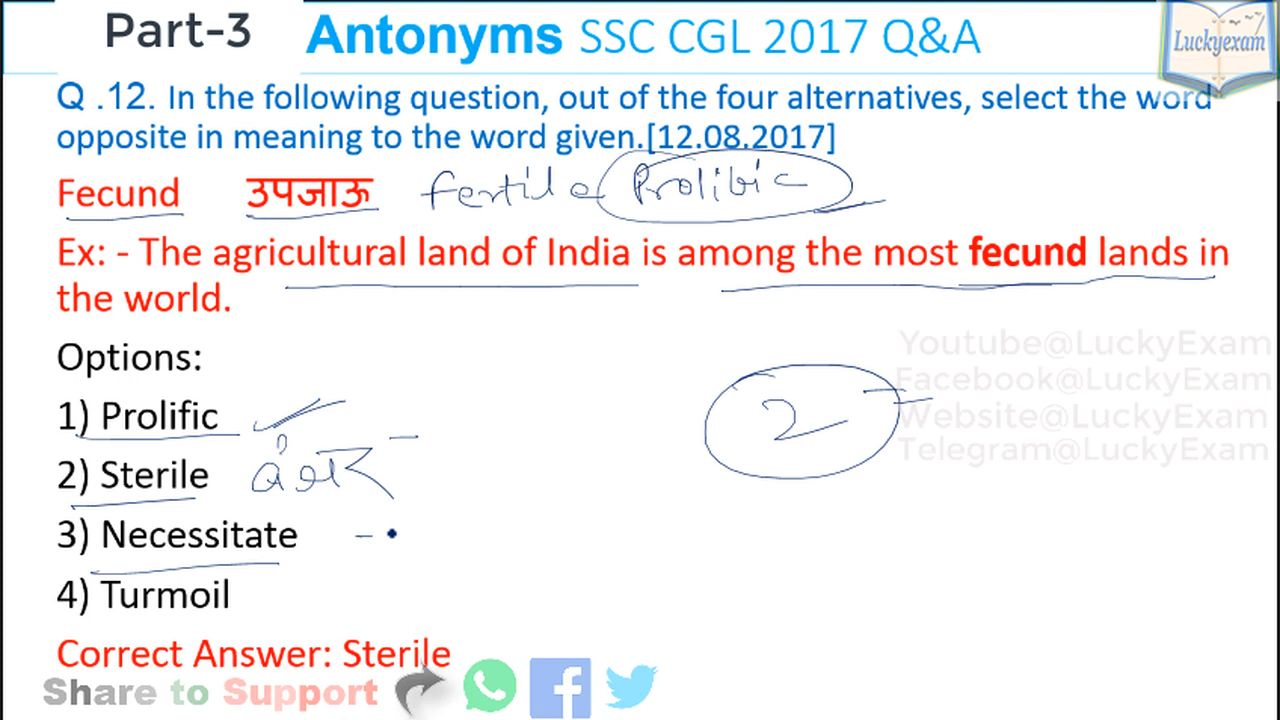 Part-3 Antonyms SSC CGL 2017 Q&A
Luckyexam
Q .12. In the following question, out of the four alternatives, select the word
opposite in meaning to the word given.[12.08.2017]
Fecund उपजाऊ fertile Prolibic
Ex: - The agricultural land of India is among the most fecund lands in
the world.
Options:
Youtube@LuckyExam
Facebook@LuckyExam
1) Prolific
2
Website@LuckyExam
Telegram@LuckyExam
2) Sterile
3) Necessitate
4) Turmoil
Correct Answer: Sterile
Share to Support